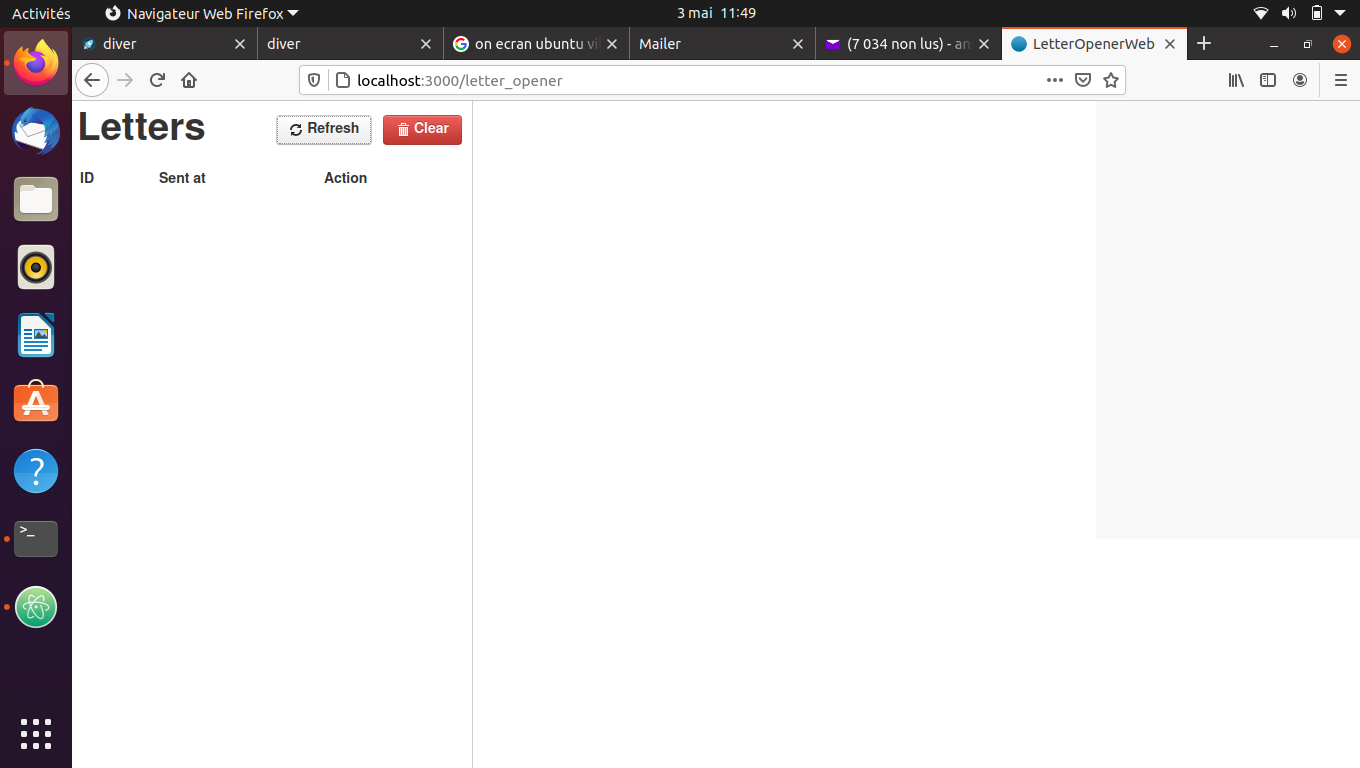 Activités
Navigateur Web Firefox
3 mai 11:49
diver
diver
on ecran ubuntu vi
Mailer
(7 034 non lus) - an
LetterOpenerWeb
localhost:3000/letter_opener
Letters
Refresh
Clear
ID Sent at Action